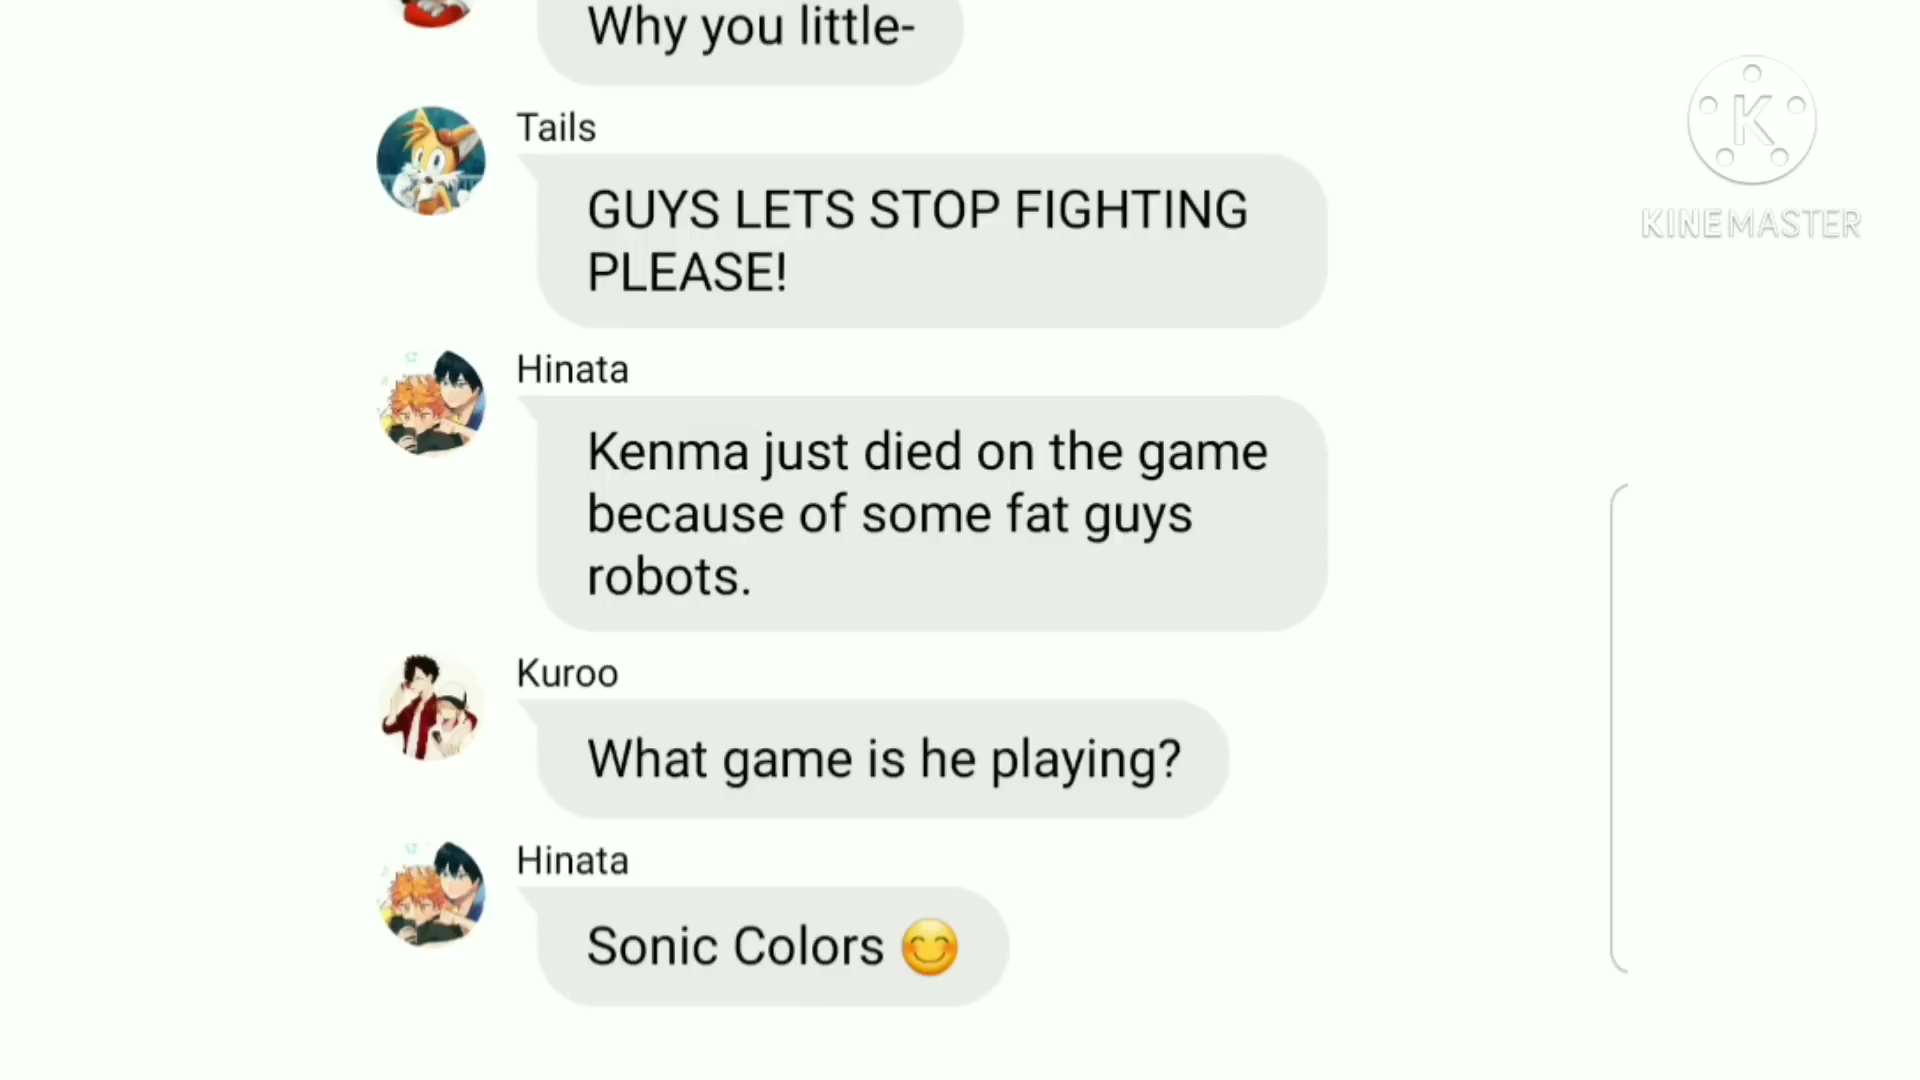 Why you little-
Tails
GUYS LETS STOP FIGHTING
PLEASE!
K
KINEMASTER
Hinata
Kenma just died on the game
because of some fat guys
robots.
Kuroo
What game is he playing?
Hinata
Sonic Colors 😊